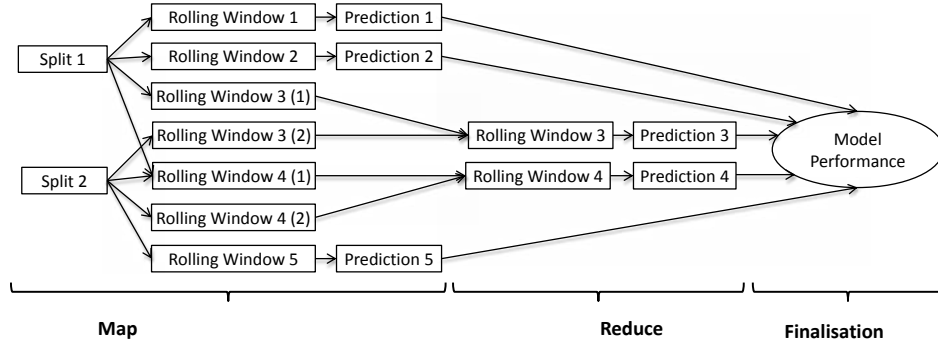 Rolling Window 1
Prediction 1
Rolling Window 2
Prediction 2
Split 1
Rolling Window 3 (1)
Rolling Window 3 (2)
Rolling Window 3
Prediction 3
Model
Performance
Split 2
Rolling Window 4 (1)
Rolling Window 4
Prediction 4
Rolling Window 4 (2)
Rolling Window 5
Prediction 5
Map
Reduce
Finalisation